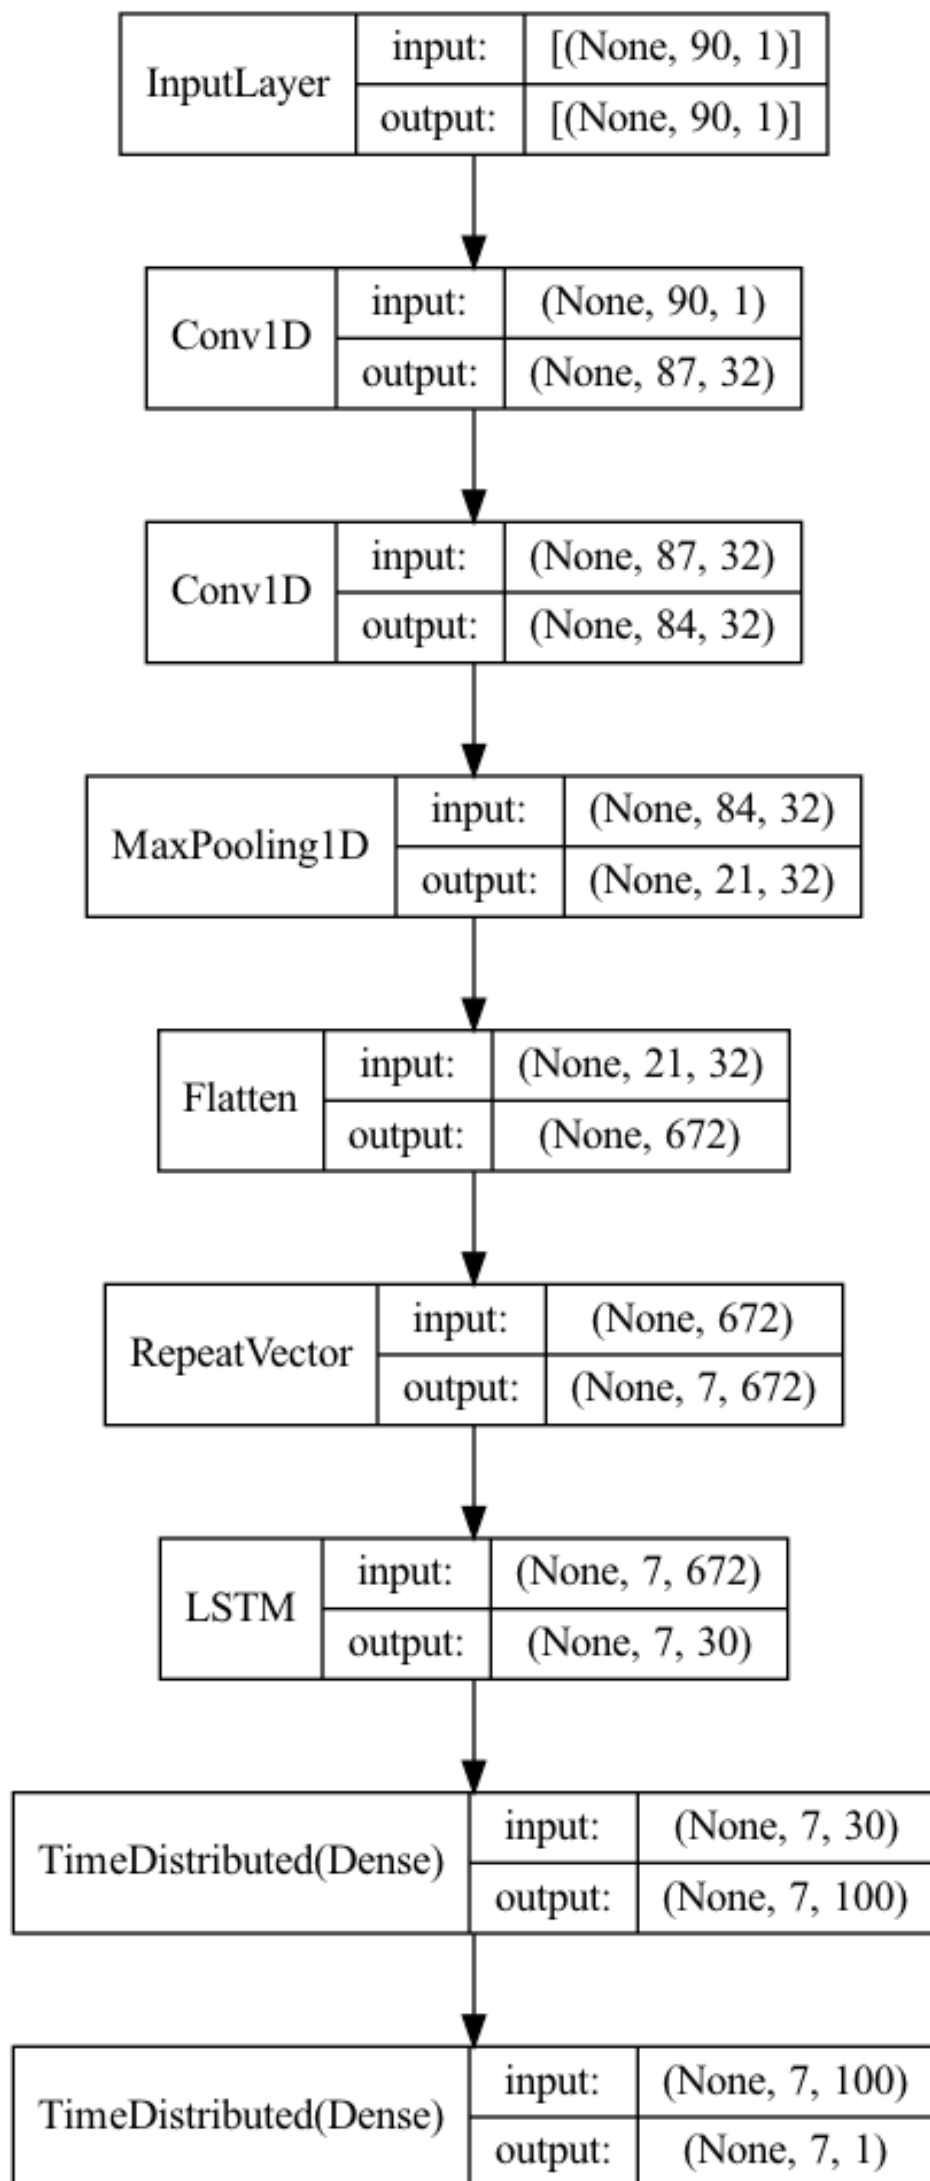 InputLayer
input: [(None, 90, 1)]
output: [(None, 90, 1)]
Conv1D
input: (None, 90, 1)
output: (None, 87, 32)
Conv1D
input: (None, 87, 32)
output: (None, 84, 32)
MaxPooling1D
input: (None, 84, 32)
output: (None, 21, 32)
Flatten
input: (None, 21, 32)
output: (None, 672)
RepeatVector
input: (None, 672)
output: (None, 7, 672)
LSTM
input: (None, 7, 672)
output: (None, 7, 30)
TimeDistributed(Dense)
input: (None, 7, 30)
output: (None, 7, 100)
TimeDistributed(Dense)
input: (None, 7, 100)
output: (None, 7, 1)